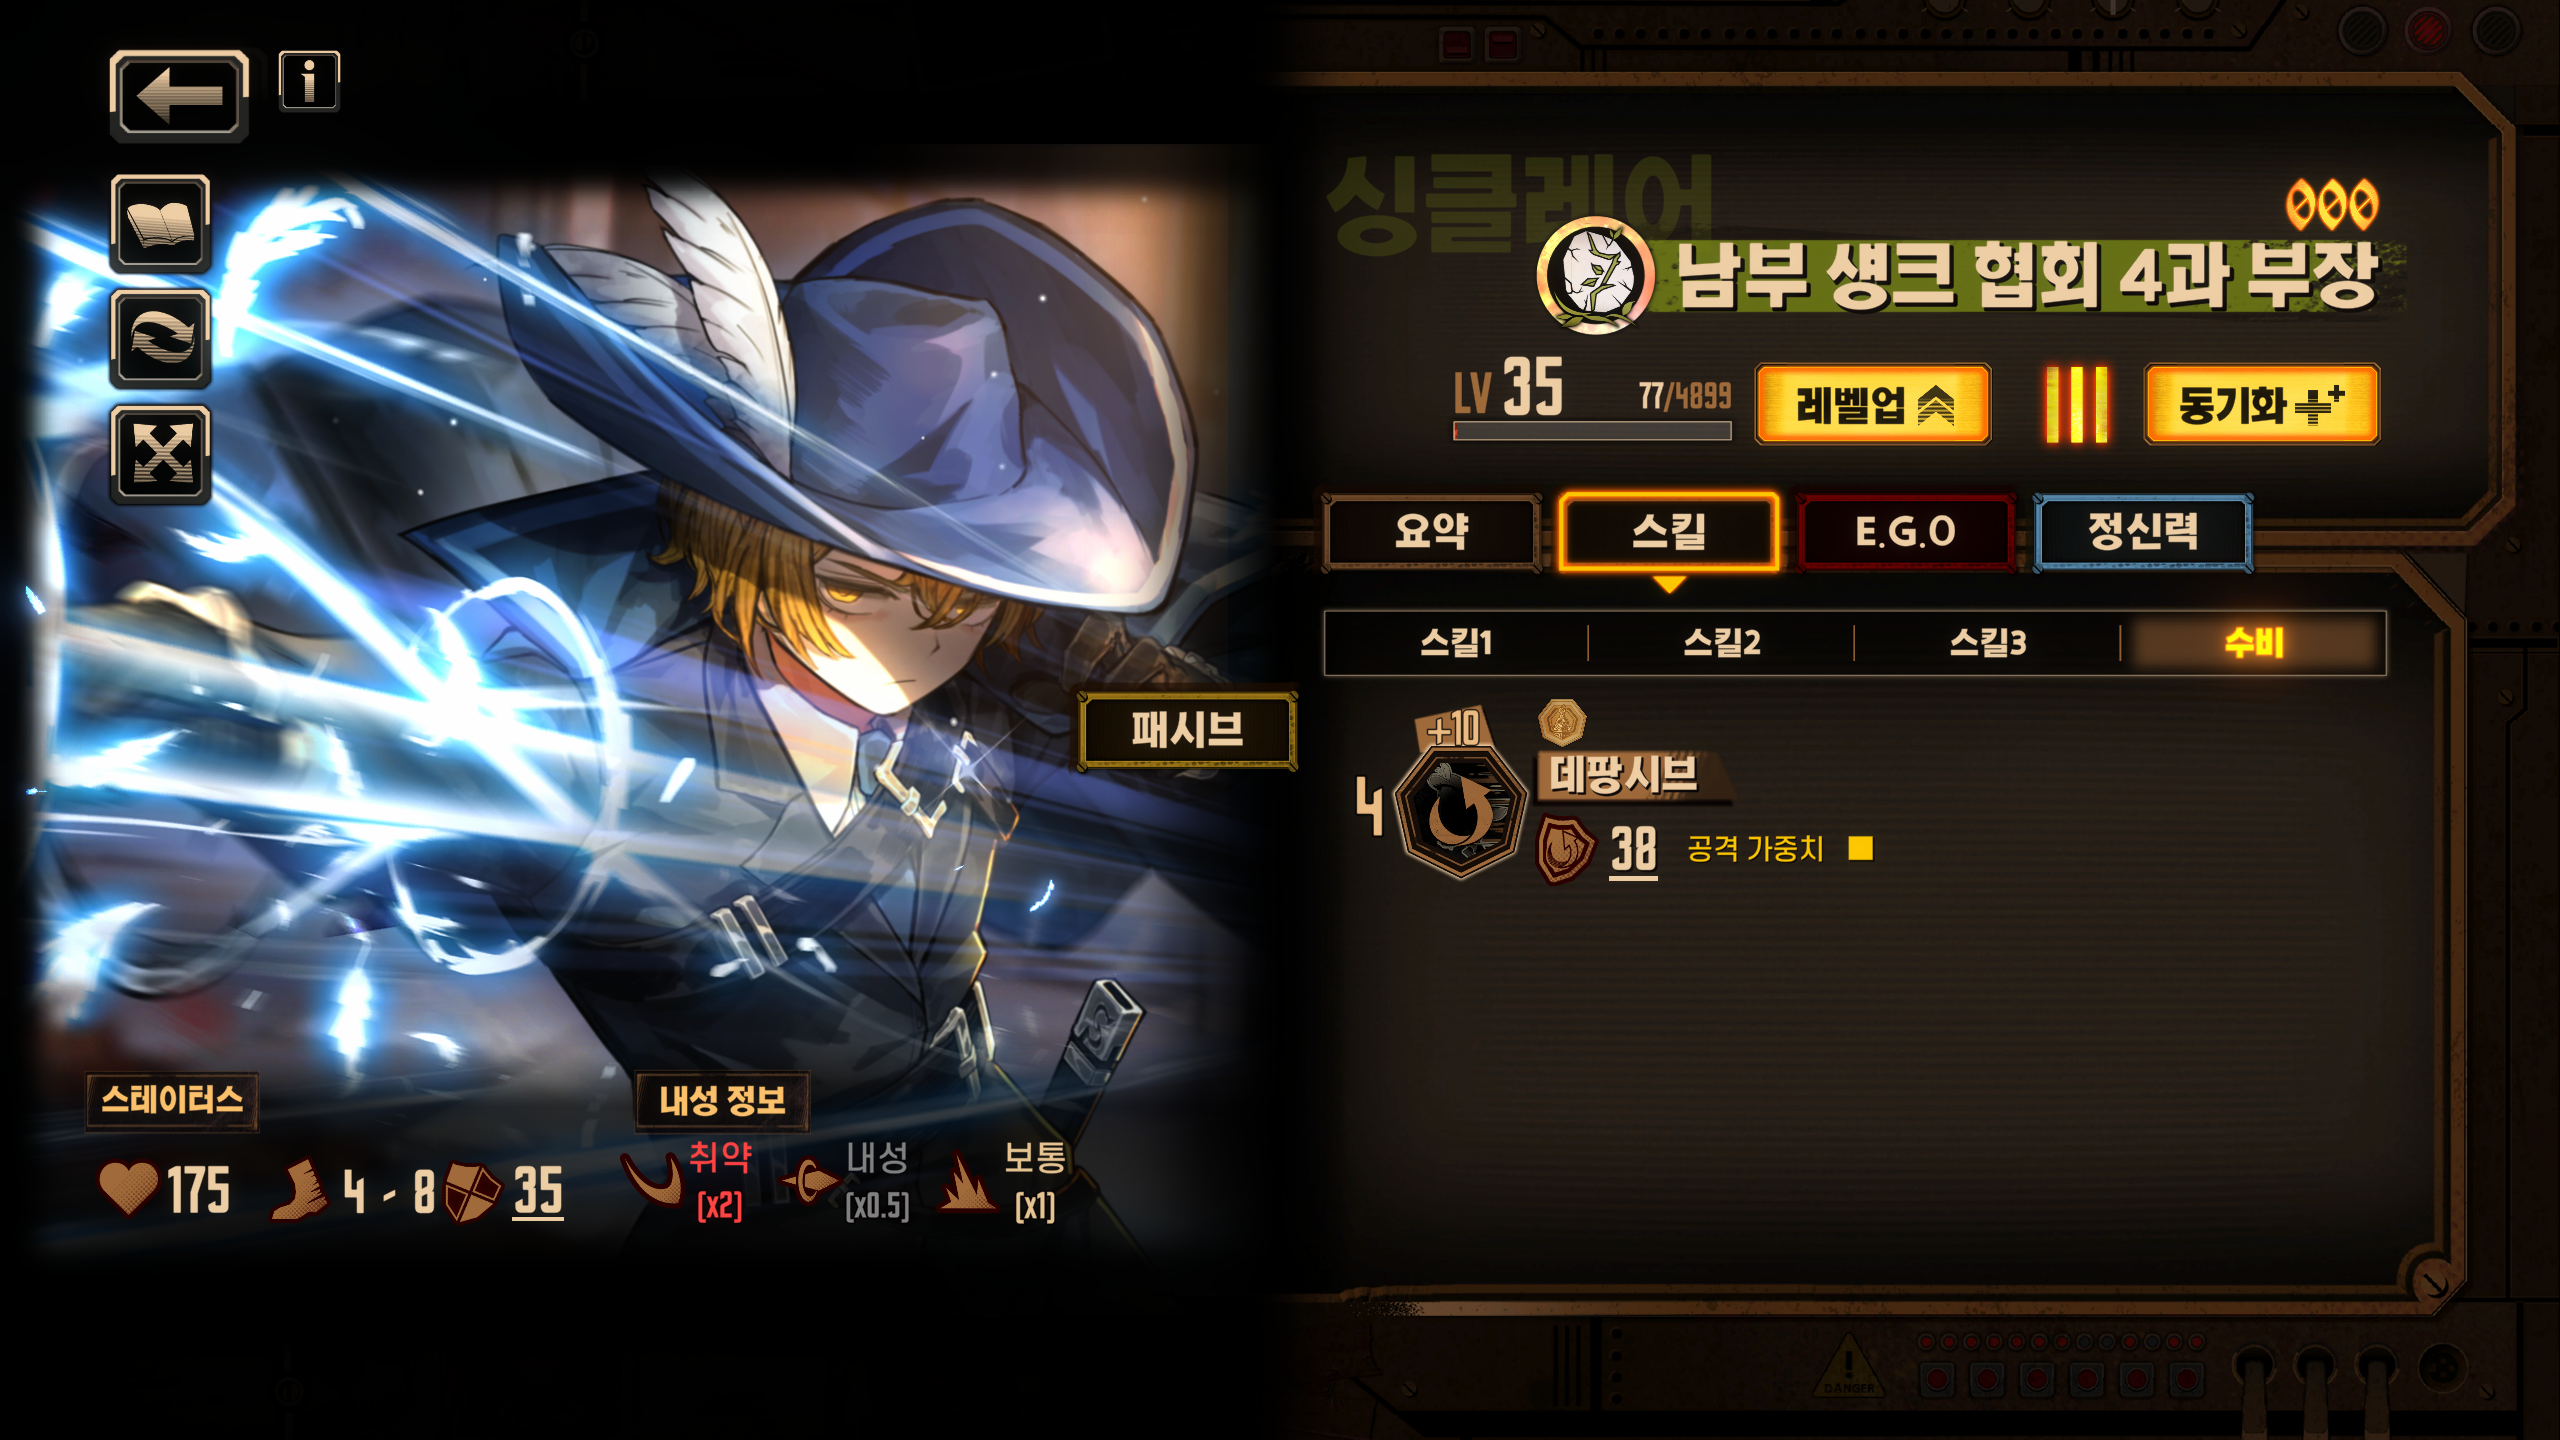 싱클레어
남부 섕크 협회 4과 부장
LV 35
77/4899
레벨업
동기화
요약
스킬
E.G.O
정신력
스킬1
스킬2
스킬3
수비
패시브
+10
4
데팡시브
38
공격 가중치
스테이터스
175
4 - 8
35
내성 정보
취약
[x2]
내성
[x0.5]
보통
[x1]
DANGER